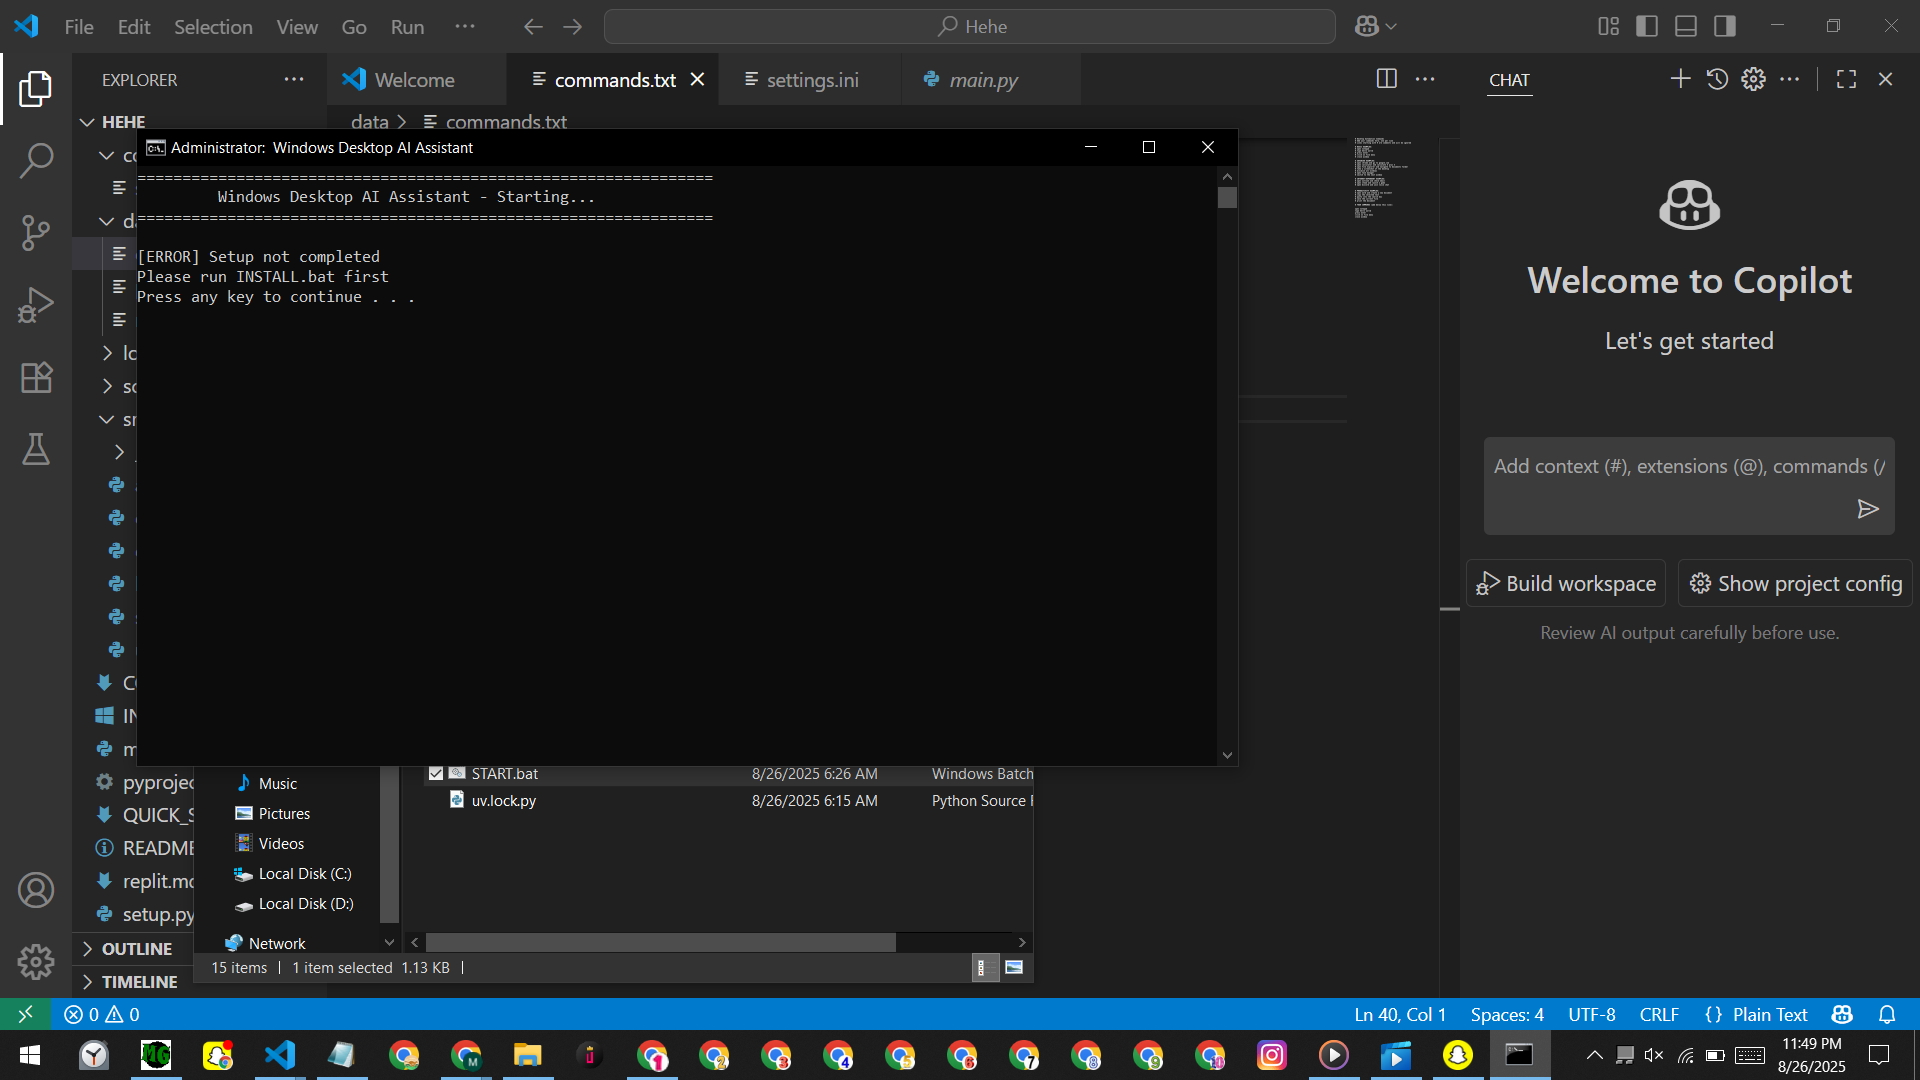 File Edit Selection View Go Run ···
Hehe
EXPLORER ···
Welcome
commands.txt
settings.ini
main.py
CHAT
HEHE
data > commands.txt
Administrator: Windows Desktop AI Assistant
================================================================
Windows Desktop AI Assistant - Starting...
================================================================
[ERROR] Setup not completed
Please run INSTALL.bat first
Press any key to continue . . .
Welcome to Copilot
Let's get started
Add context (#), extensions (@), commands (/
Build workspace
Show project config
Review AI output carefully before use.
pyprojec
QUICK_S
README
replit.m
setup.py
OUTLINE
TIMELINE
Music
Pictures
Videos
Local Disk (C:)
Local Disk (D:)
Network
START.bat 8/26/2025 6:26 AM Windows Batch
uv.lock.py 8/26/2025 6:15 AM Python Source F
15 items 1 item selected 1.13 KB
0 0
Ln 40, Col 1 Spaces: 4 UTF-8 CRLF {} Plain Text
11:49 PM
8/26/2025